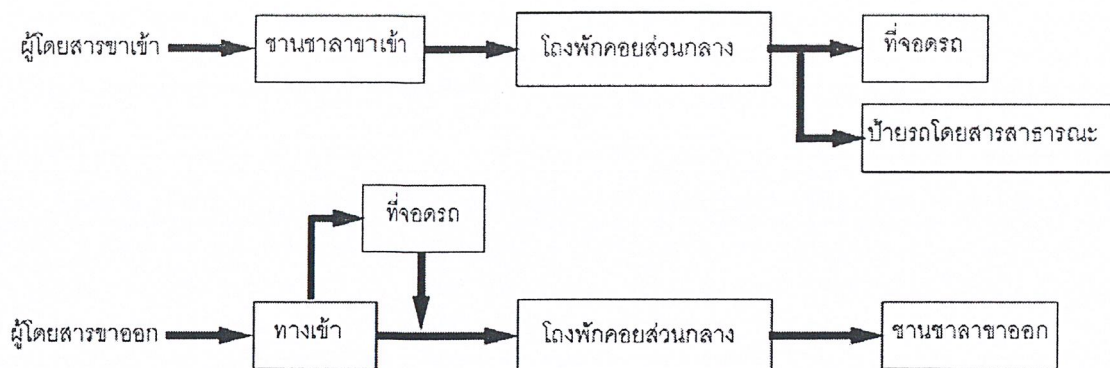 ผู้โดยสารขาเข้า
ชานชาลาขาเข้า
โถงพักคอยส่วนกลาง
ที่จอดรถ
ป้ายรถโดยสารสาธารณะ
ที่จอดรถ
ผู้โดยสารขาออก
ทางเข้า
โถงพักคอยส่วนกลาง
ชานชาลาขาออก